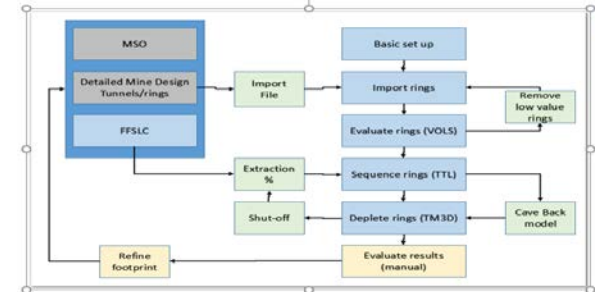 MSO
Detailed Mine Design
Tunnels/rings
FFSLC
Import
File
Extraction
%
Shut-off
Refine
footprint
Basic set up
Import rings
Evaluate rings (VOLS)
Sequence rings (TTL)
Deplete rings (TM3D)
Evaluate results
(manual)
Remove
low value
rings
Cave Back
model